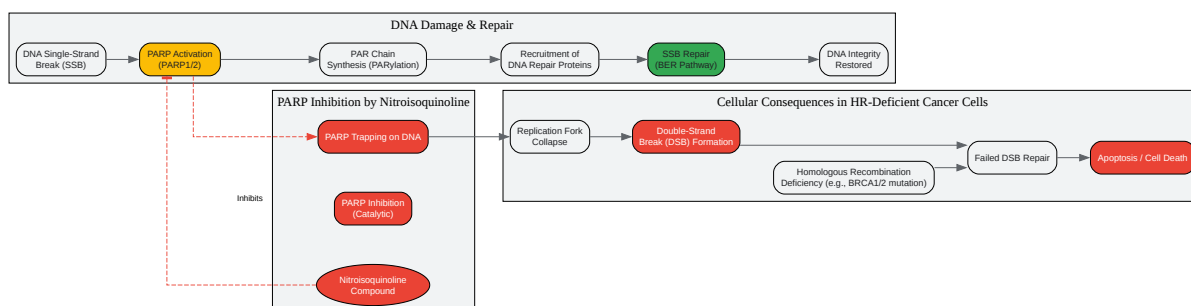 DNA Damage & Repair
DNA Single-Strand
Break (SSB)
PARP Activation
(PARP1/2)
PAR Chain
Synthesis (PARylation)
Recruitment of
DNA Repair Proteins
SSB Repair
(BER Pathway)
DNA Integrity
Restored
PARP Inhibition by Nitroisoquinoline
PARP Trapping on DNA
PARP Inhibition
(Catalytic)
Nitroisoquinoline
Compound
Inhibits
Cellular Consequences in HR-Deficient Cancer Cells
Replication Fork
Collapse
Double-Strand
Break (DSB) Formation
Homologous Recombination
Deficiency (e.g., BRCA1/2 mutation)
Failed DSB Repair
Apoptosis / Cell Death